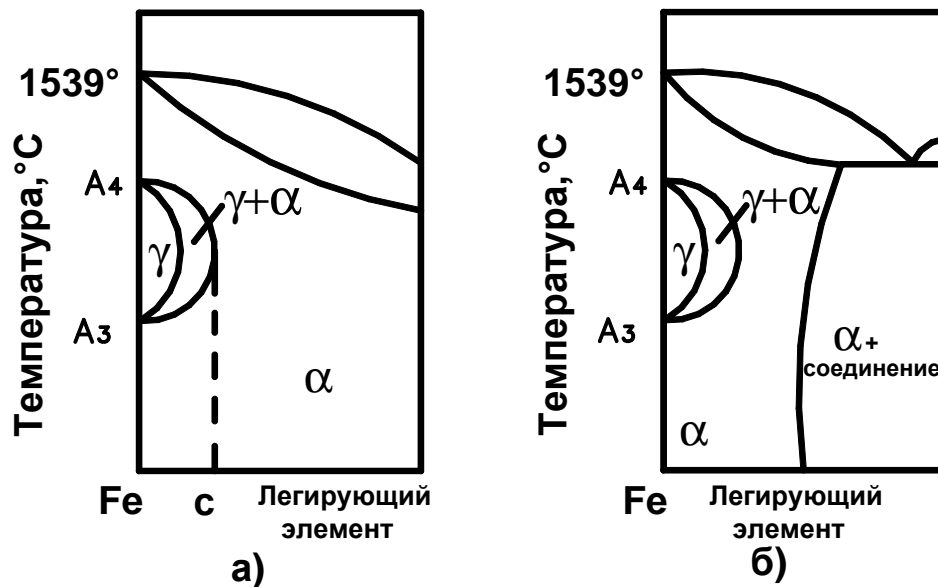 1539°
Температура,°C
A4
γ+α
γ
A3
α
Fe
c
Легирующий
элемент
а)
1539°
Температура,°C
A4
γ+α
γ
A3
α+
соединение
α
Fe
Легирующий
элемент
б)